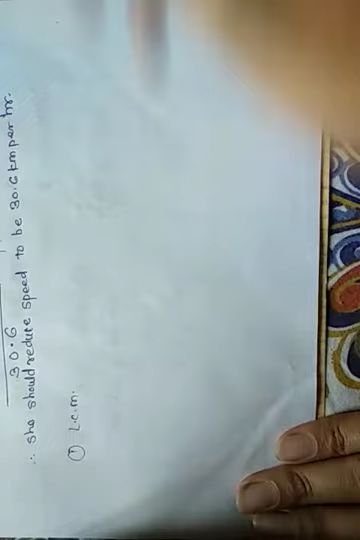 30.6
∴ she should reduce speed to be 30.6 km per hr.
① L.c.m.